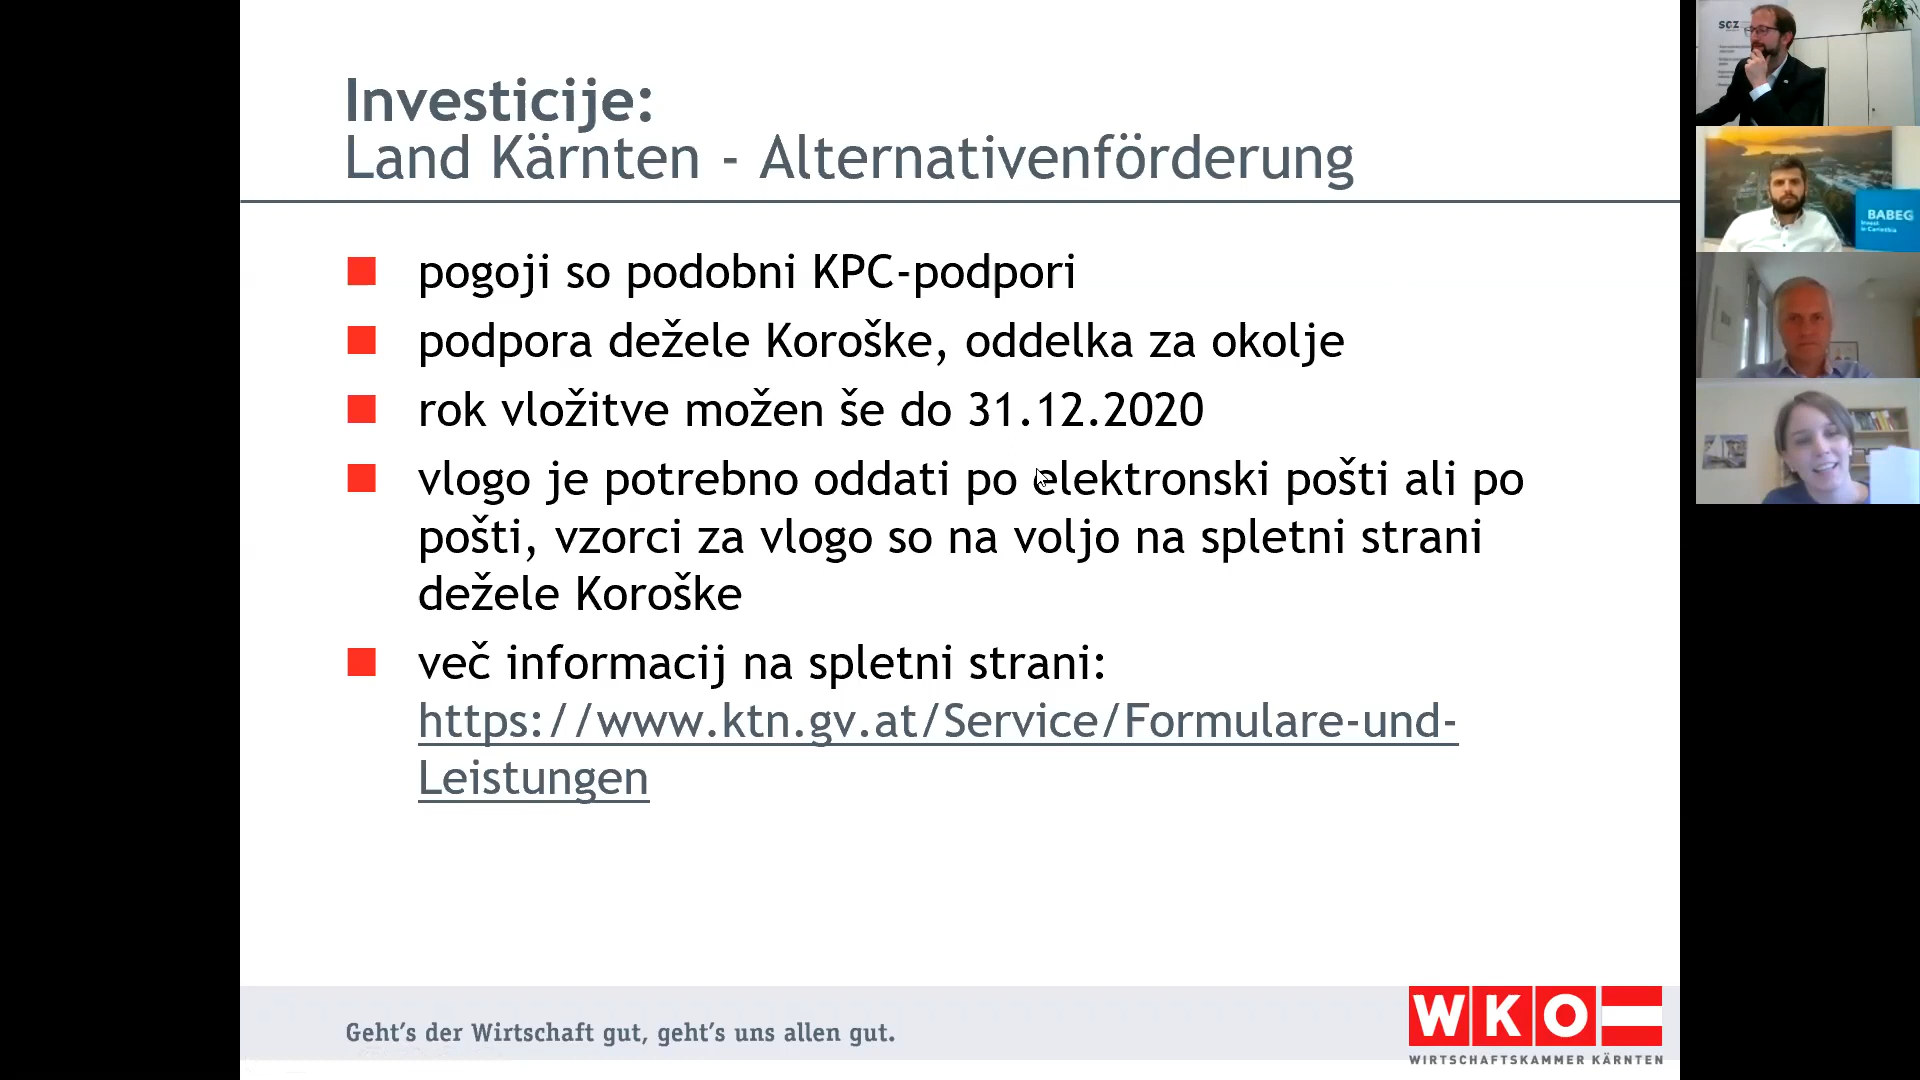 Investicije:
Land Kärnten - Alternativenförderung
pogoji so podobni KPC-podpori
podpora dežele Koroške, oddelka za okolje
rok vložitve možen še do 31.12.2020
vlogo je potrebno oddati po elektronski pošti ali po
pošti, vzorci za vlogo so na voljo na spletni strani
dežele Koroške
več informacij na spletni strani:
https://www.ktn.gv.at/Service/Formulare-und-
Leistungen
Geht's der Wirtschaft gut, geht's uns allen gut.
WKO
WIRTSCHAFTSKAMMER KÄRNTEN
BABEG
Invest
in Carinthia